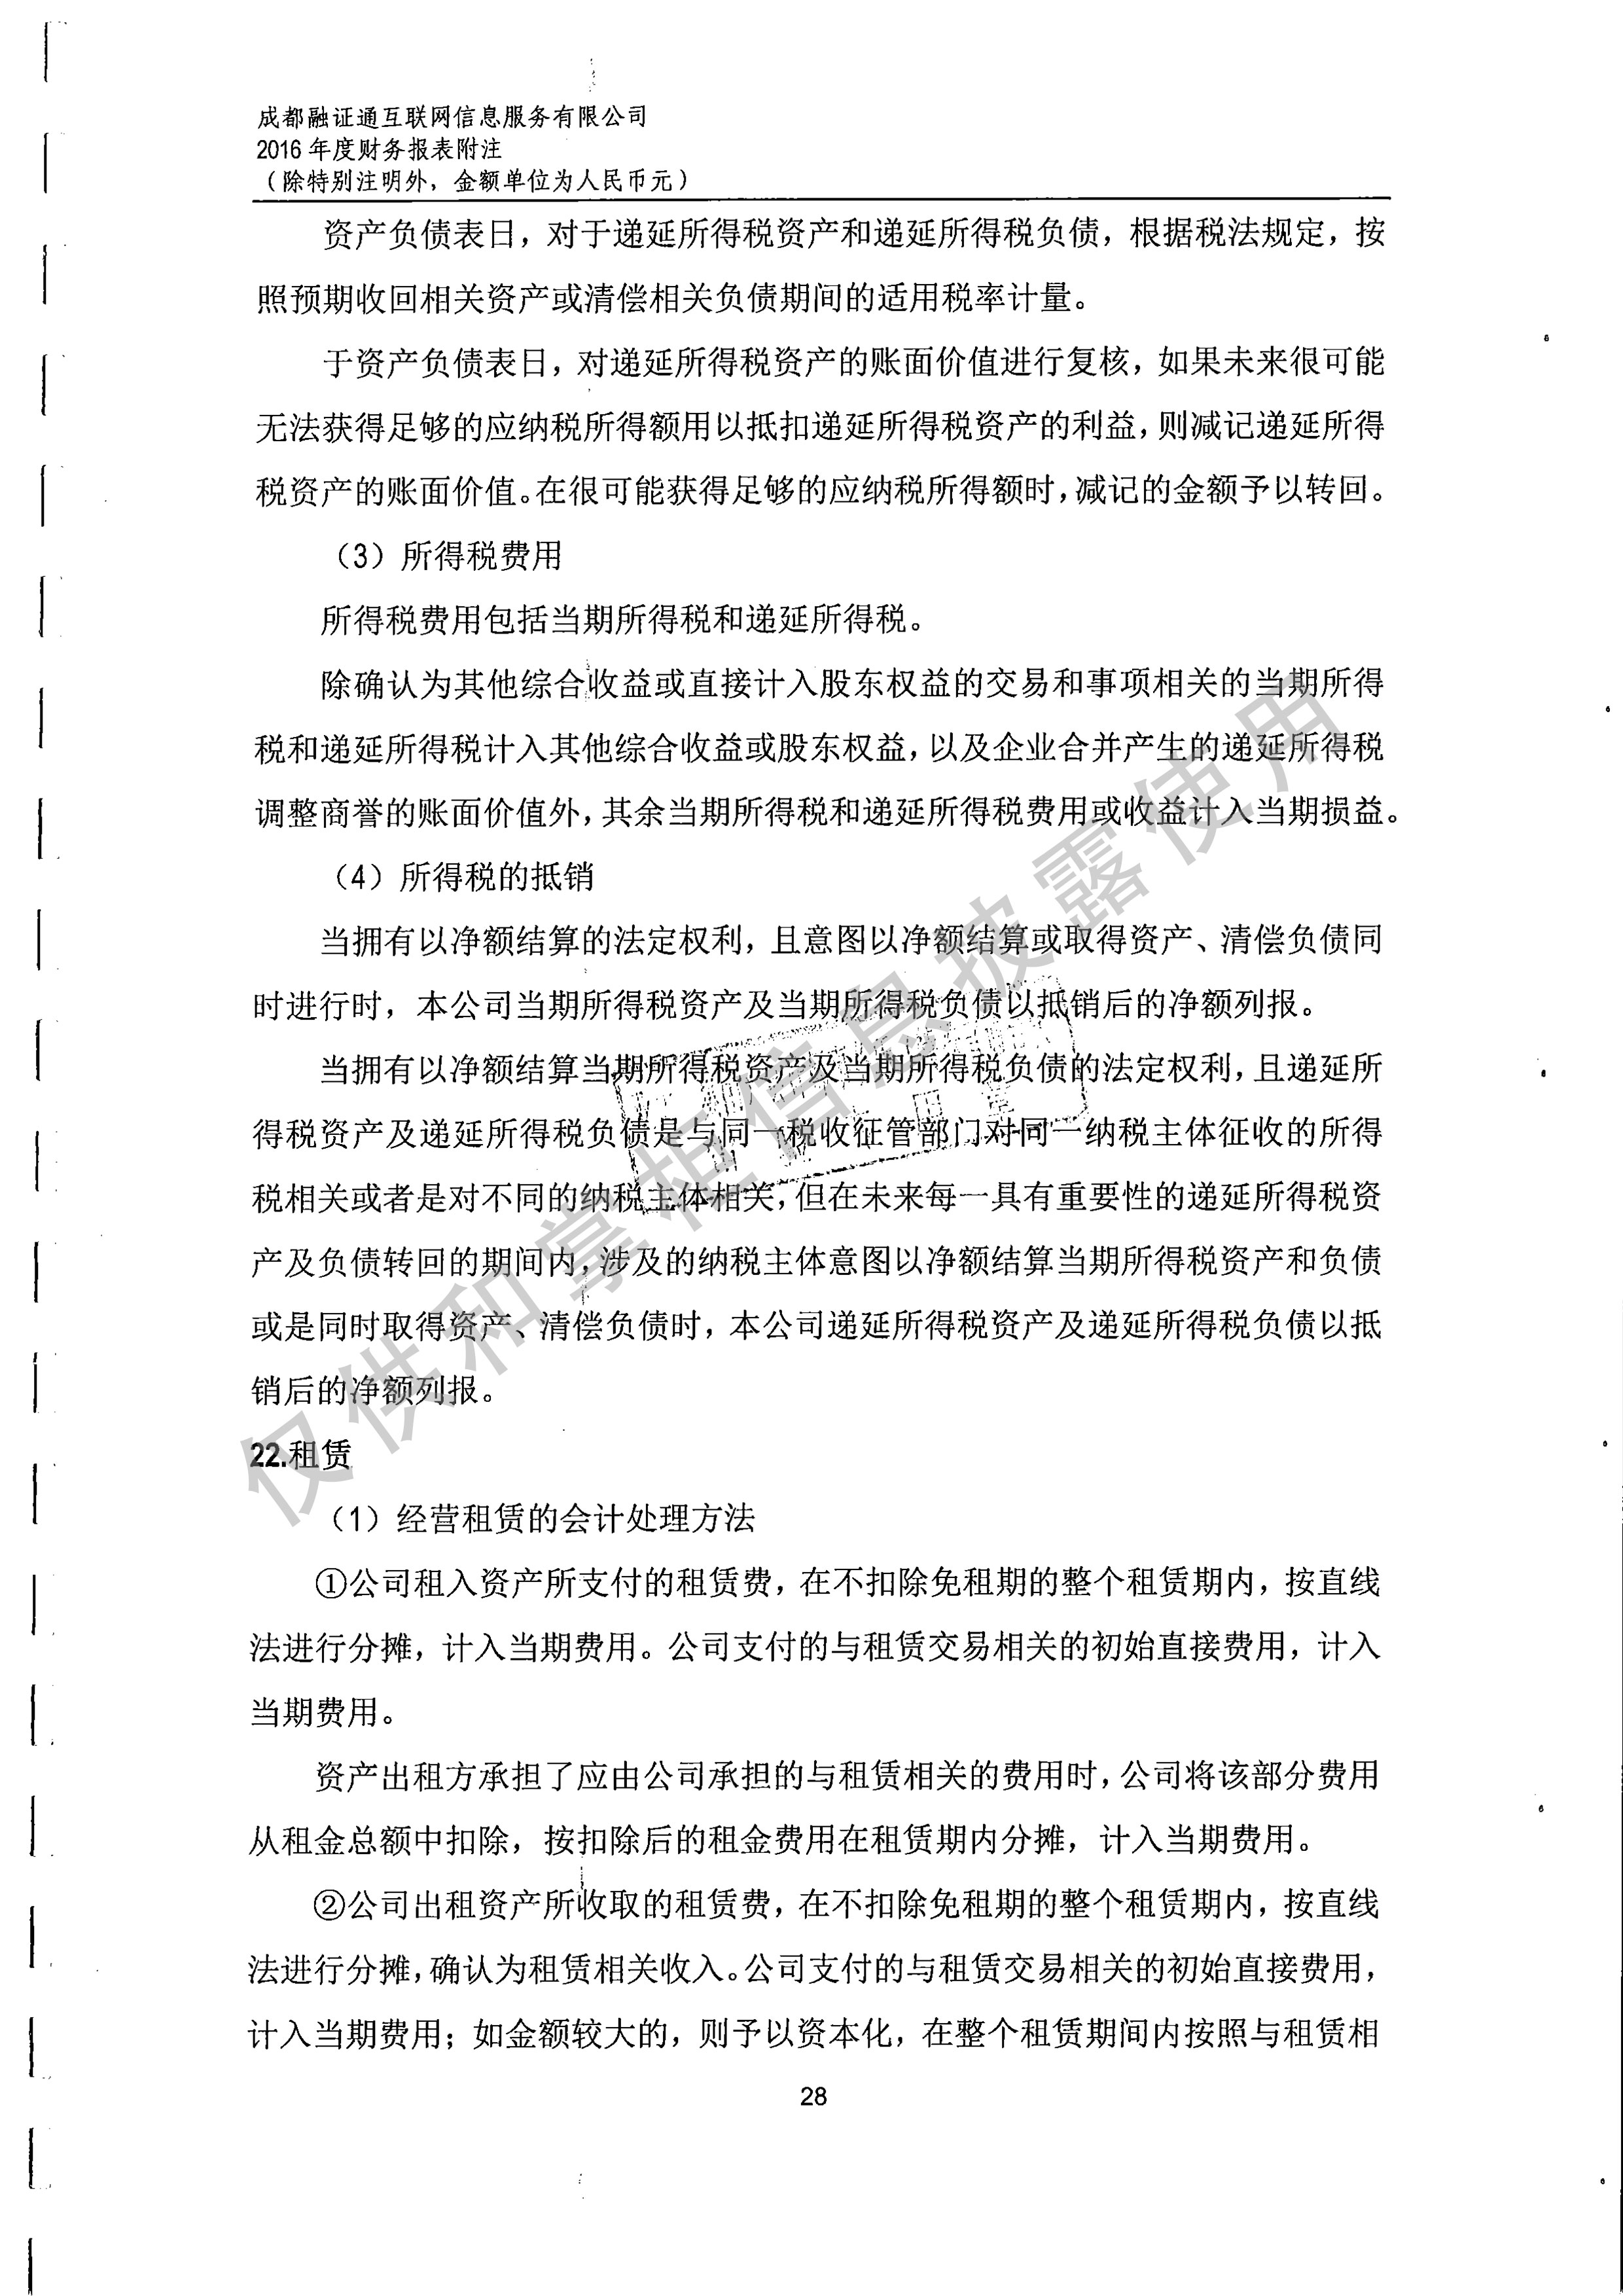 成都融证通互联网信息服务有限公司
2016 年度财务报表附注
（除特别注明外，金额单位为人民币元）
资产负债表日，对于递延所得税资产和递延所得税负债，根据税法规定，按
照预期收回相关资产或清偿相关负债期间的适用税率计量。
于资产负债表日，对递延所得税资产的账面价值进行复核，如果未来很可能
无法获得足够的应纳税所得额用以抵扣递延所得税资产的利益，则减记递延所得
税资产的账面价值。在很可能获得足够的应纳税所得额时，减记的金额予以转回。
（3）所得税费用
所得税费用包括当期所得税和递延所得税。
除确认为其他综合收益或直接计入股东权益的交易和事项相关的当期所得
税和递延所得税计入其他综合收益或股东权益，以及企业合并产生的递延所得税
调整商誉的账面价值外，其余当期所得税和递延所得税费用或收益计入当期损益。
（4）所得税的抵销
当拥有以净额结算的法定权利，且意图以净额结算或取得资产、清偿负债同
时进行时，本公司当期所得税资产及当期所得税负债以抵销后的净额列报。
当拥有以净额结算当期所得税资产及当期所得税负债的法定权利，且递延所
得税资产及递延所得税负债是与同一税收征管部门对同一纳税主体征收的所得
税相关或者是对不同的纳税主体相关，但在未来每一具有重要性的递延所得税资
产及负债转回的期间内，涉及的纳税主体意图以净额结算当期所得税资产和负债
或是同时取得资产、清偿负债时，本公司递延所得税资产及递延所得税负债以抵
销后的净额列报。
22.租赁
（1）经营租赁的会计处理方法
①公司租入资产所支付的租赁费，在不扣除免租期的整个租赁期内，按直线
法进行分摊，计入当期费用。公司支付的与租赁交易相关的初始直接费用，计入
当期费用。
资产出租方承担了应由公司承担的与租赁相关的费用时，公司将该部分费用
从租金总额中扣除，按扣除后的租金费用在租赁期内分摊，计入当期费用。
②公司出租资产所收取的租赁费，在不扣除免租期的整个租赁期内，按直线
法进行分摊，确认为租赁相关收入。公司支付的与租赁交易相关的初始直接费用，
计入当期费用；如金额较大的，则予以资本化，在整个租赁期间内按照与租赁相
28
仅供和掌柜信息披露使用